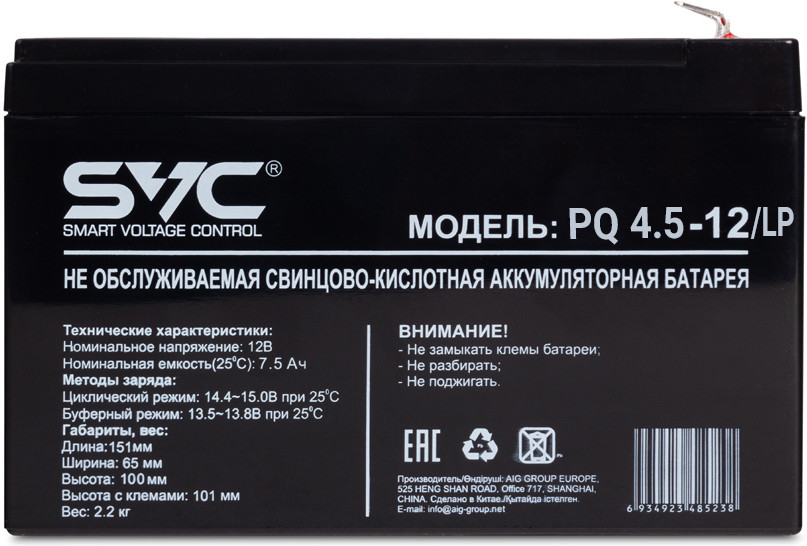 SVC®
SMART VOLTAGE CONTROL
МОДЕЛЬ: PQ 4.5-12/LP
НЕ ОБСЛУЖИВАЕМАЯ СВИНЦОВО-КИСЛОТНАЯ АККУМУЛЯТОРНАЯ БАТАРЕЯ
Технические характеристики:
Номинальное напряжение: 12В
Номинальная емкость(25°C): 7.5 Ач
Методы заряда:
Циклический режим: 14.4~15.0В при 25°C
Буферный режим: 13.5~13.8В при 25°C
Габариты, вес:
Длина:151мм
Ширина: 65 мм
Высота: 100мм
Высота с клемами: 101 мм
Вес: 2.2 кг
ВНИМАНИЕ!
- Не замыкать клемы батареи;
- Не разбирать;
- Не поджигать.
EAC
Pb
Производитель/Өндіруші: AIG GROUP EUROPE,
525 HENG SHAN ROAD, Office 717, SHANGHAI,
CHINA. Сделано в Китае./Қытайда істелген.
E-mail: info@aig-group.net
6 934923 485238